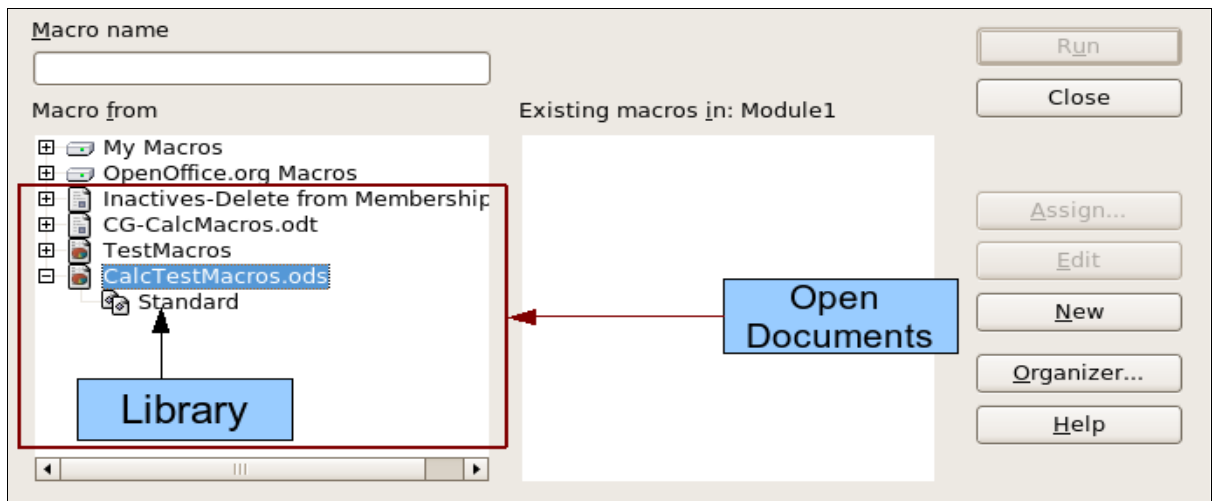 Macro name
Run
Close
Macro from
Existing macros in: Module1
My Macros
OpenOffice.org Macros
Inactives-Delete from Membership
CG-CalcMacros.odt
TestMacros
CalcTestMacros.ods
Standard
Library
Open
Documents
Assign...
Edit
New
Organizer...
Help